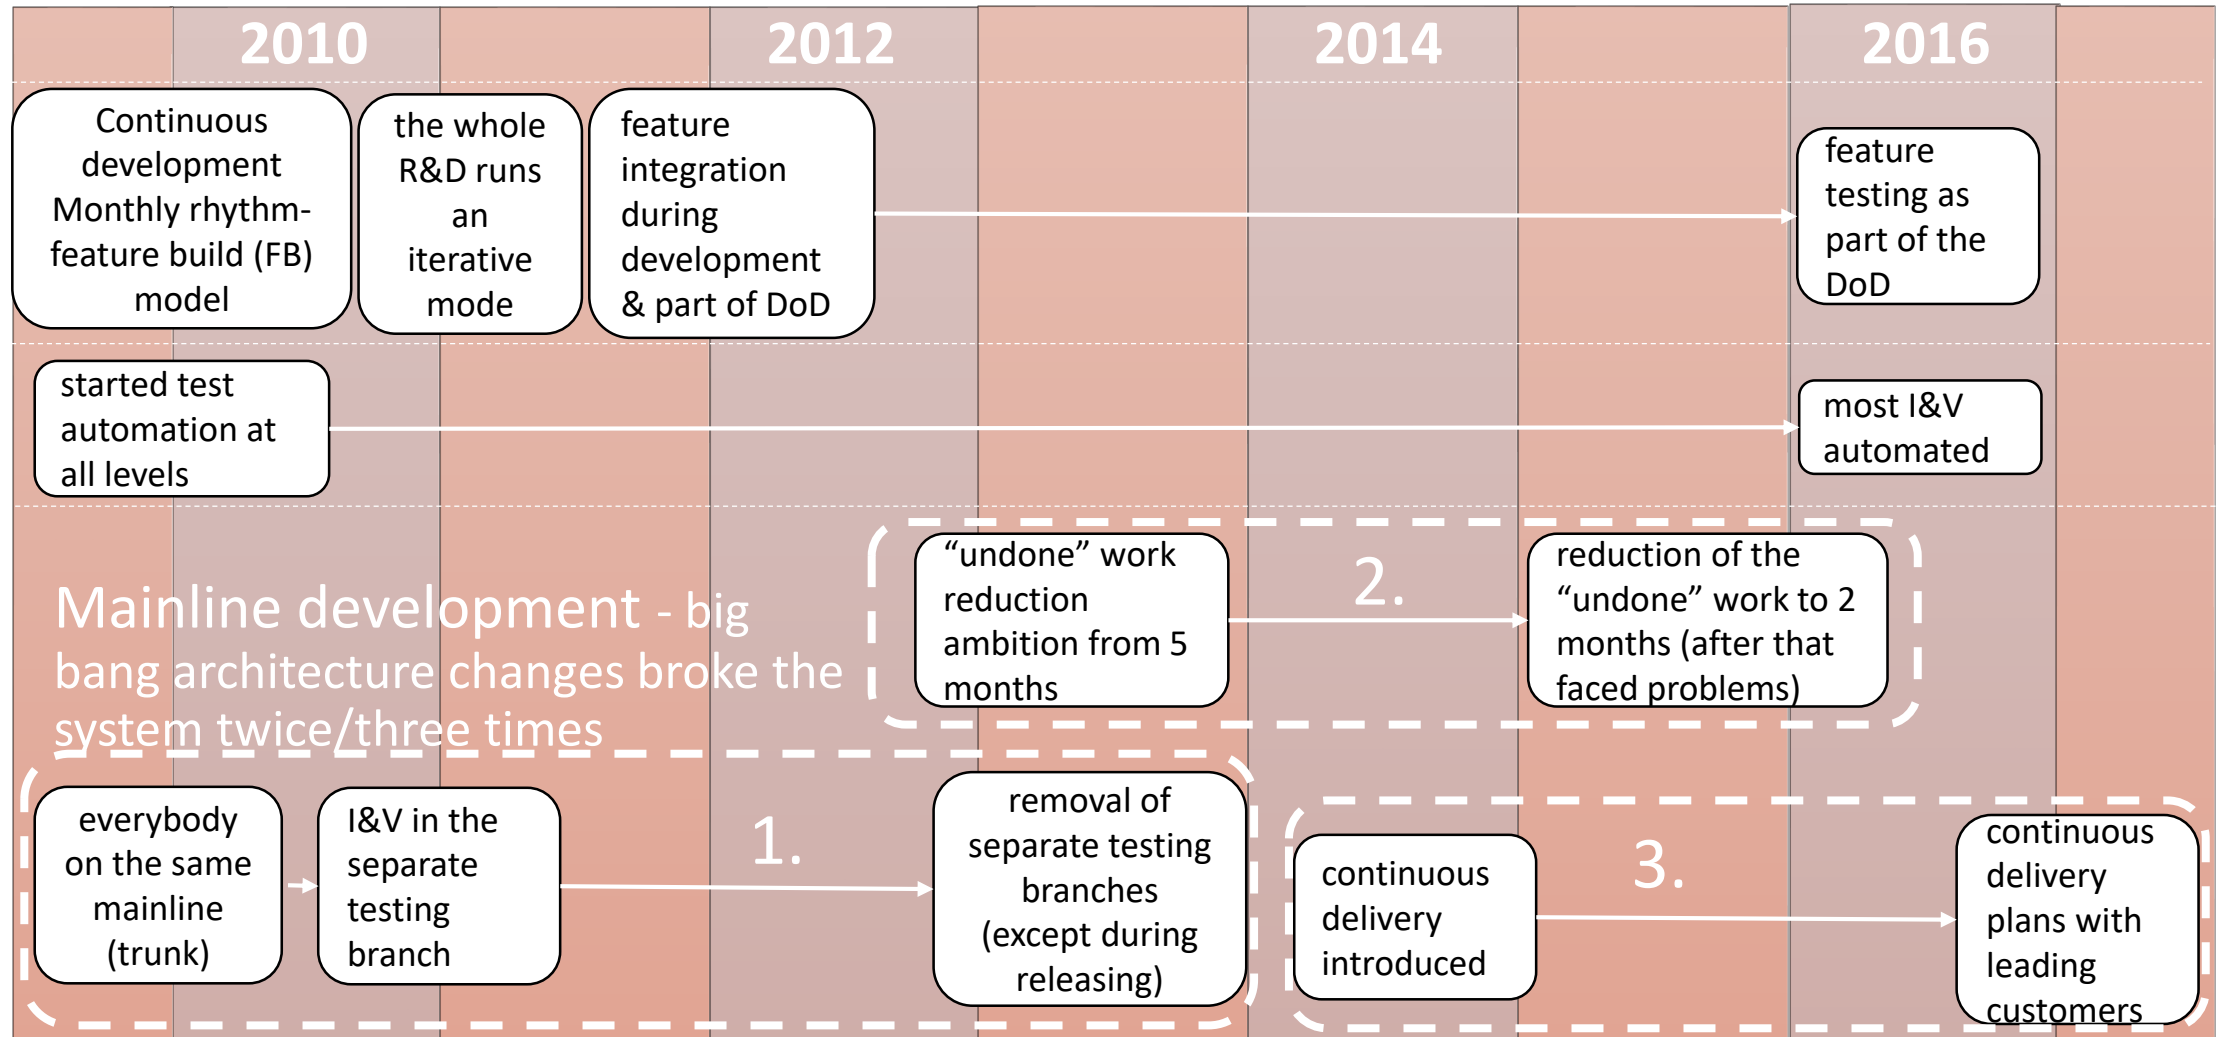 2010
2012
2014
2016
Continuous
development
Monthly rhythm-
feature build (FB)
model
the whole
R&D runs
an
iterative
mode
feature
integration
during
development
& part of DoD
feature
testing as
part of the
DoD
started test
automation at
all levels
most I&V
automated
Mainline development - big
bang architecture changes broke the
system twice/three times
“undone” work
reduction
ambition from 5
months
2.
reduction of the
“undone” work to 2
months (after that
faced problems)
everybody
on the same
mainline
(trunk)
I&V in the
separate
testing
branch
1.
removal of
separate testing
branches
(except during
releasing)
continuous
delivery
introduced
3.
continuous
delivery
plans with
leading
customers